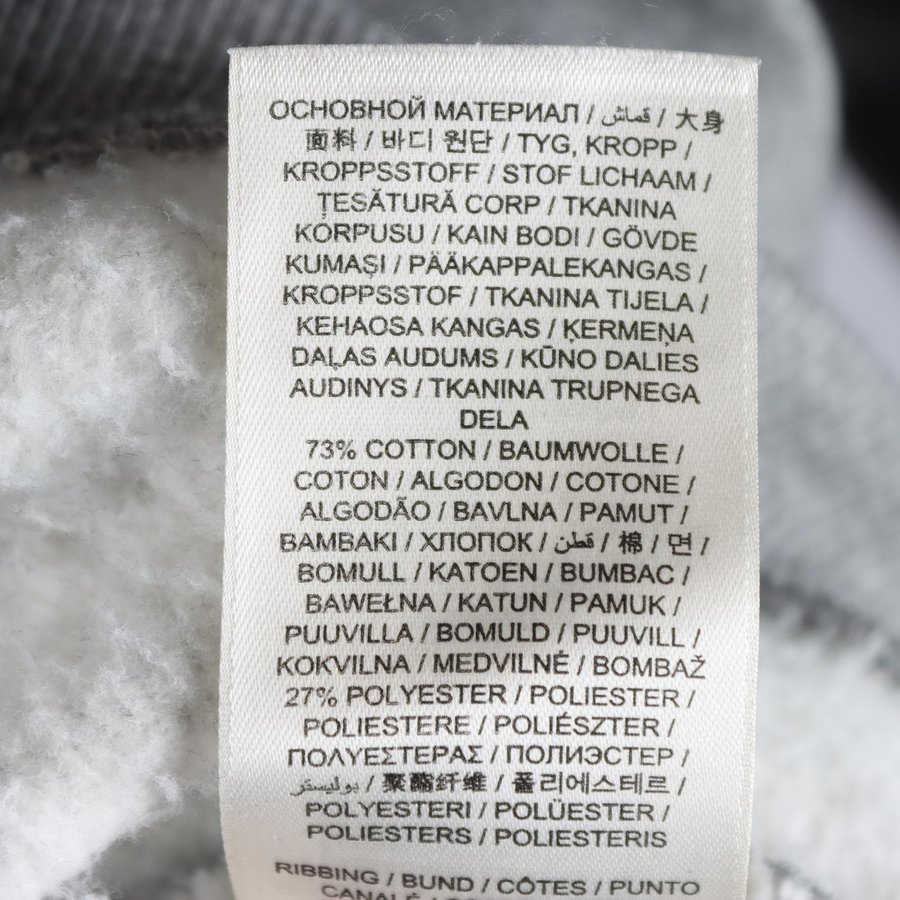 ОСНОВНОЙ МАТЕРИАЛ / قماش / 大身
面料 / 바디 원단 / TYG, KROPP /
KROPPSSTOFF / STOF LICHAAM /
ȚESĂTURĂ CORP / TKANINA
KORPUSU / KAIN BODI / GÖVDE
KUMAŞI / PÄÄKAPPALEKANGAS /
KROPPSSTOF / TKANINA TIJELA /
KEHAOSA KANGAS / ĶERMEŅA
DAĻAS AUDUMS / KŪNO DALIES
AUDINYS / TKANINA TRUPNEGA
DELA
73% COTTON / BAUMWOLLE /
COTON / ALGODON / COTONE /
ALGODÃO / BAVLNA / PAMUT /
BAMBAKI / ХЛОПОК / قطن / 棉 / 면 /
BOMULL / KATOEN / BUMBAC /
BAWEŁNA / KATUN / PAMUK /
PUUVILLA / BOMULD / PUUVILL /
KOKVILNA / MEDVILNĖ / BOMBAŽ
27% POLYESTER / POLIESTER /
POLIESTERE / POLIÉSZTER /
ΠΟΛΥΕΣΤΕΡΑΣ / ПОЛИЭСТЕР /
بوليستر / 聚酯纤维 / 폴리에스테르 /
POLYESTERI / POLÜESTER /
POLIESTERS / POLIESTERIS
RIBBING / BUND / CÔTES / PUNTO
CANALÉ /